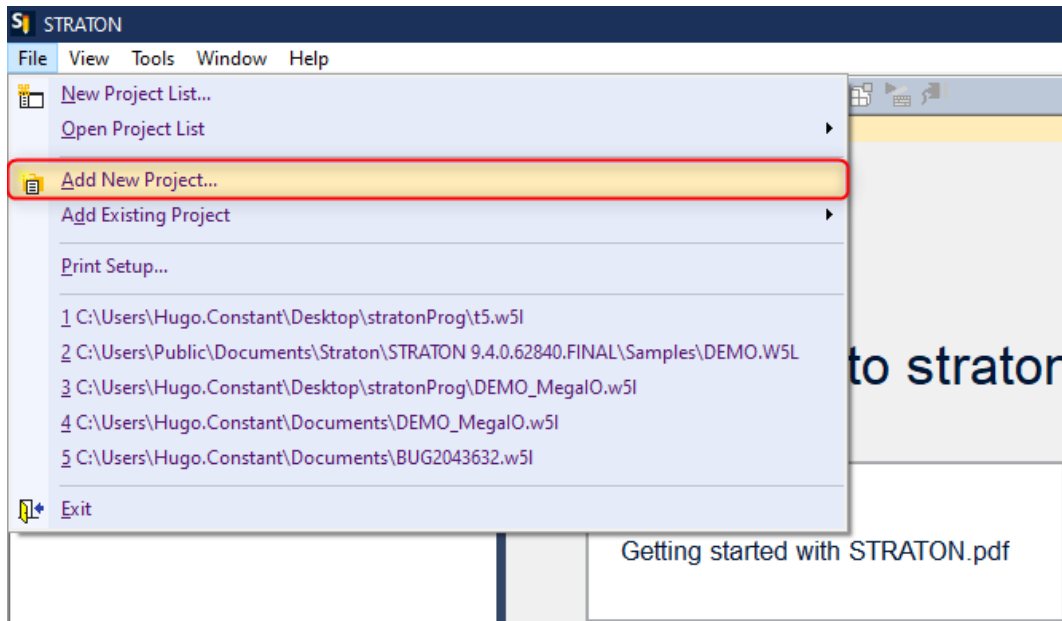 STRATON
File View Tools Window Help
New Project List...
Open Project List
Add New Project...
Add Existing Project
Print Setup...
1 C:\Users\Hugo.Constant\Desktop\stratonProg\t5.w5l
2 C:\Users\Public\Documents\Straton\STRATON 9.4.0.62840.FINAL\Samples\DEMO.W5L
3 C:\Users\Hugo.Constant\Desktop\stratonProg\DEMO_MegaIO.w5l
4 C:\Users\Hugo.Constant\Documents\DEMO_MegaIO.w5l
5 C:\Users\Hugo.Constant\Documents\BUG2043632.w5l
Exit
to straton
Getting started with STRATON.pdf